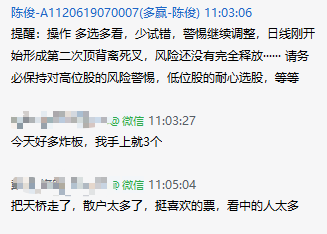 陈俊-A1120619070007(多赢-陈俊) 11:03:06
提醒：操作 多选多看，少试错，警惕继续调整，日线刚开
始形成第二次顶背离死叉，风险还没有完全释放······ 请务
必保持对高位股的风险警惕，低位股的耐心选股，等等
@微信 11:03:27
今天好多炸板，我手上就3个
@微信 11:05:04
把天桥走了，散户太多了，挺喜欢的票，看中的人太多